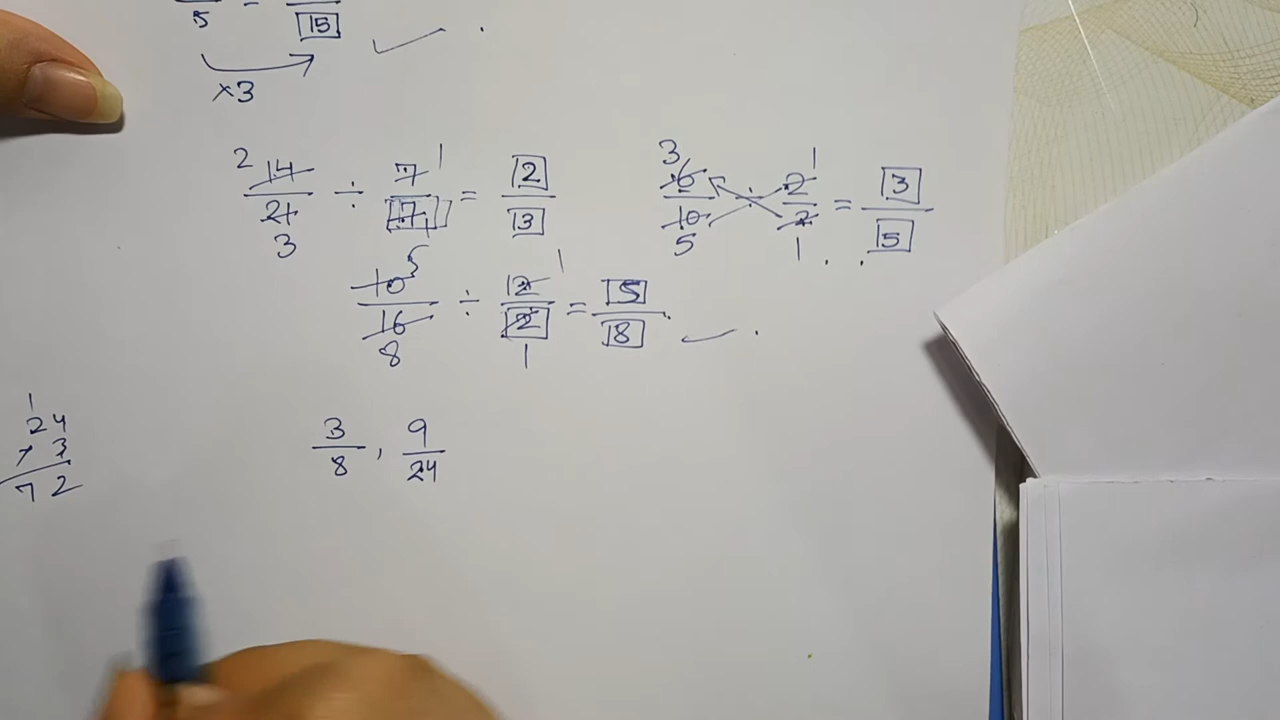 5 = 15
×3
2 14/21 3 ÷ 7/7 1 = 2/3
3 6/10 5 ÷ 2/2 1 1 = 3/5
10/16 5 8 ÷ 2/2 1 1 = 5/8
3/8 , 9/24
1
24
× 3
72